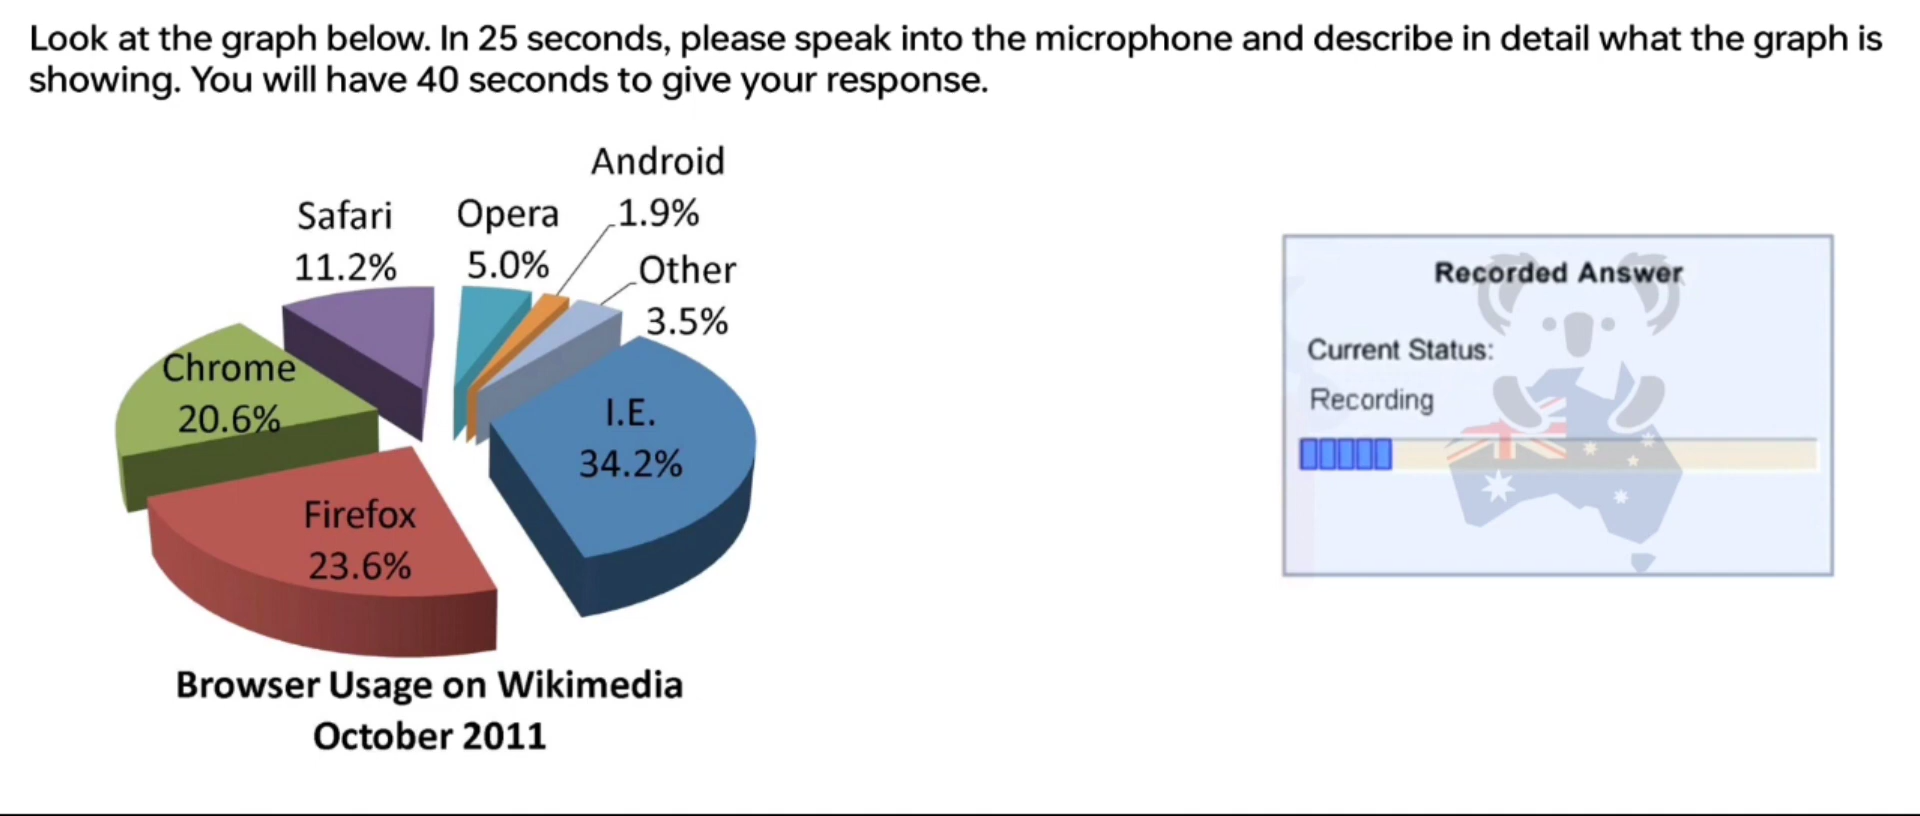 Look at the graph below. In 25 seconds, please speak into the microphone and describe in detail what the graph is
showing. You will have 40 seconds to give your response.
Android
1.9%
Safari
11.2%
Opera
5.0%
Other
3.5%
Chrome
20.6%
I.E.
34.2%
Firefox
23.6%
Browser Usage on Wikimedia
October 2011
Recorded Answer
Current Status:
Recording